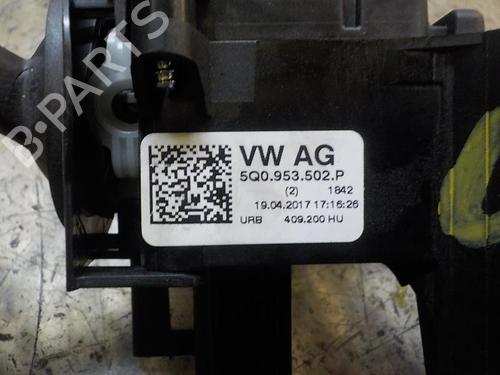 B-PARTS
VW AG
5Q0.953.502.P
(2) 1842
19.04.2017 17:16:26
URB 409.200 HU